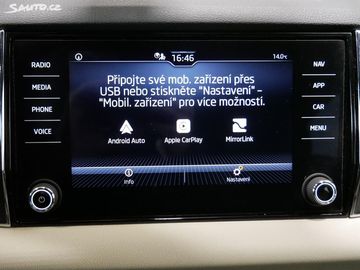 Sauto.cz
16:46
14.0
RADIO
MEDIA
PHONE
VOICE
NAV
APP
CAR
MENU
Připojte své mob. zařízení přes
USB nebo stiskněte "Nastavení" –
"Mobil. zařízení" pro více možností.
Android Auto
Apple CarPlay
MirrorLink
Info
Nastavení